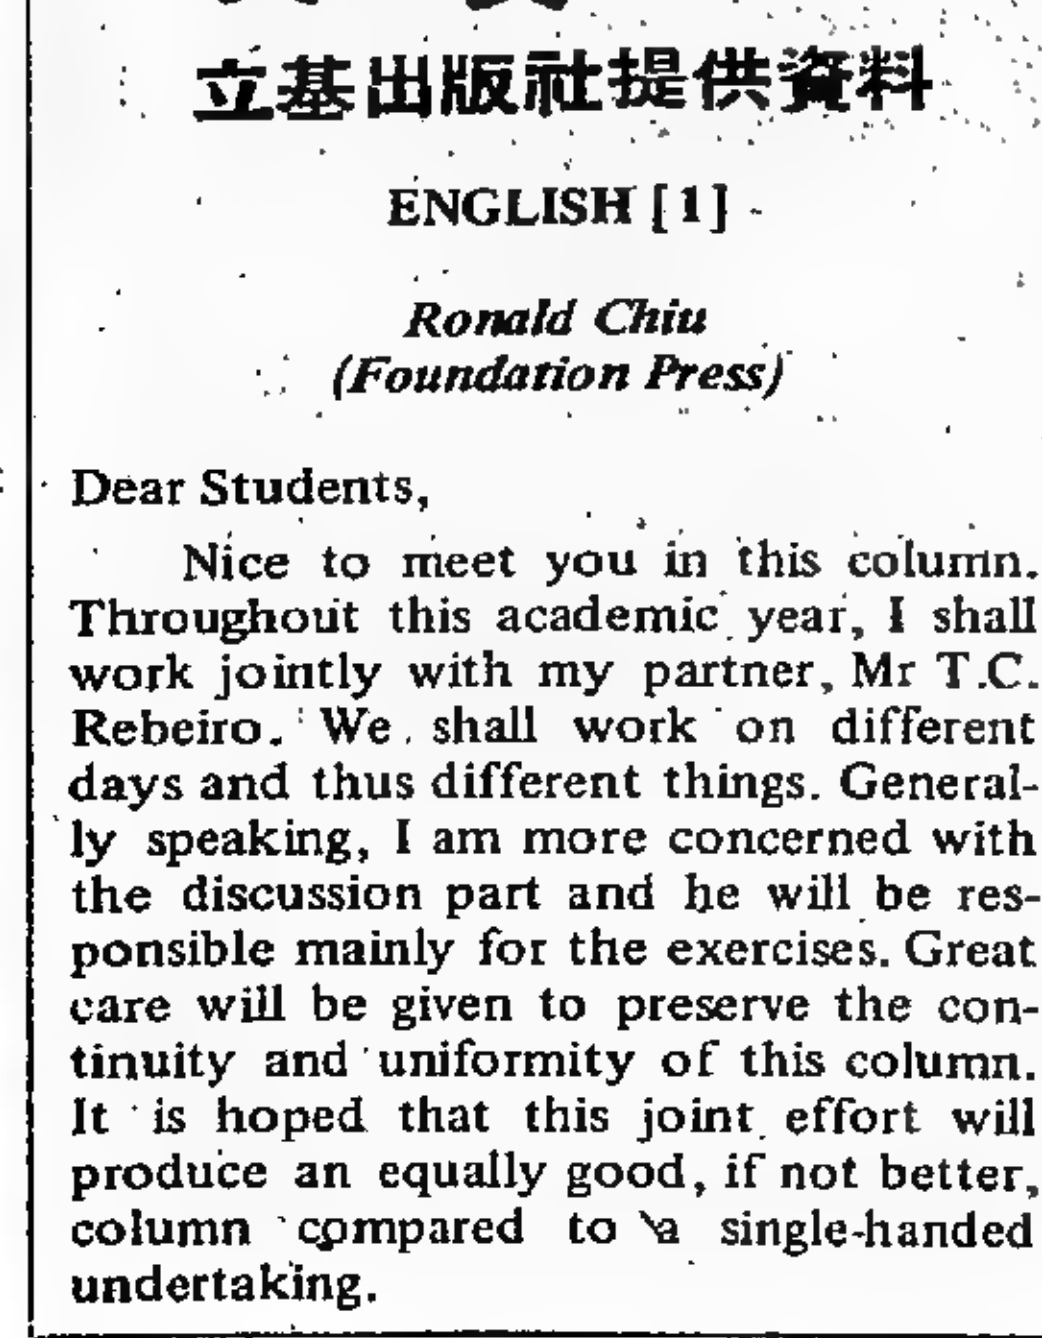 立基出版社提供資料
ENGLISH [1]
Ronald Chiu
(Foundation Press)
Dear Students,
Nice to meet you in this column.
Throughout this academic year, I shall
work jointly with my partner, Mr T.C.
Rebeiro. We shall work on different
days and thus different things. General-
ly speaking, I am more concerned with
the discussion part and he will be res-
ponsible mainly for the exercises. Great
care will be given to preserve the con-
tinuity and uniformity of this column.
It is hoped that this joint effort will
produce an equally good, if not better,
column compared to a single-handed
undertaking.